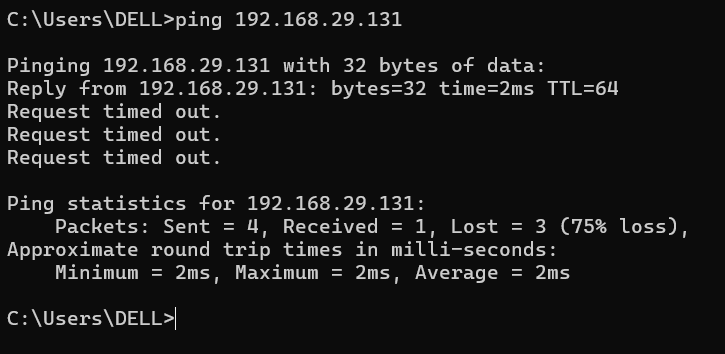 C:\Users\DELL>ping 192.168.29.131
Pinging 192.168.29.131 with 32 bytes of data:
Reply from 192.168.29.131: bytes=32 time=2ms TTL=64
Request timed out.
Request timed out.
Request timed out.
Ping statistics for 192.168.29.131:
    Packets: Sent = 4, Received = 1, Lost = 3 (75% loss),
Approximate round trip times in milli-seconds:
    Minimum = 2ms, Maximum = 2ms, Average = 2ms
C:\Users\DELL>